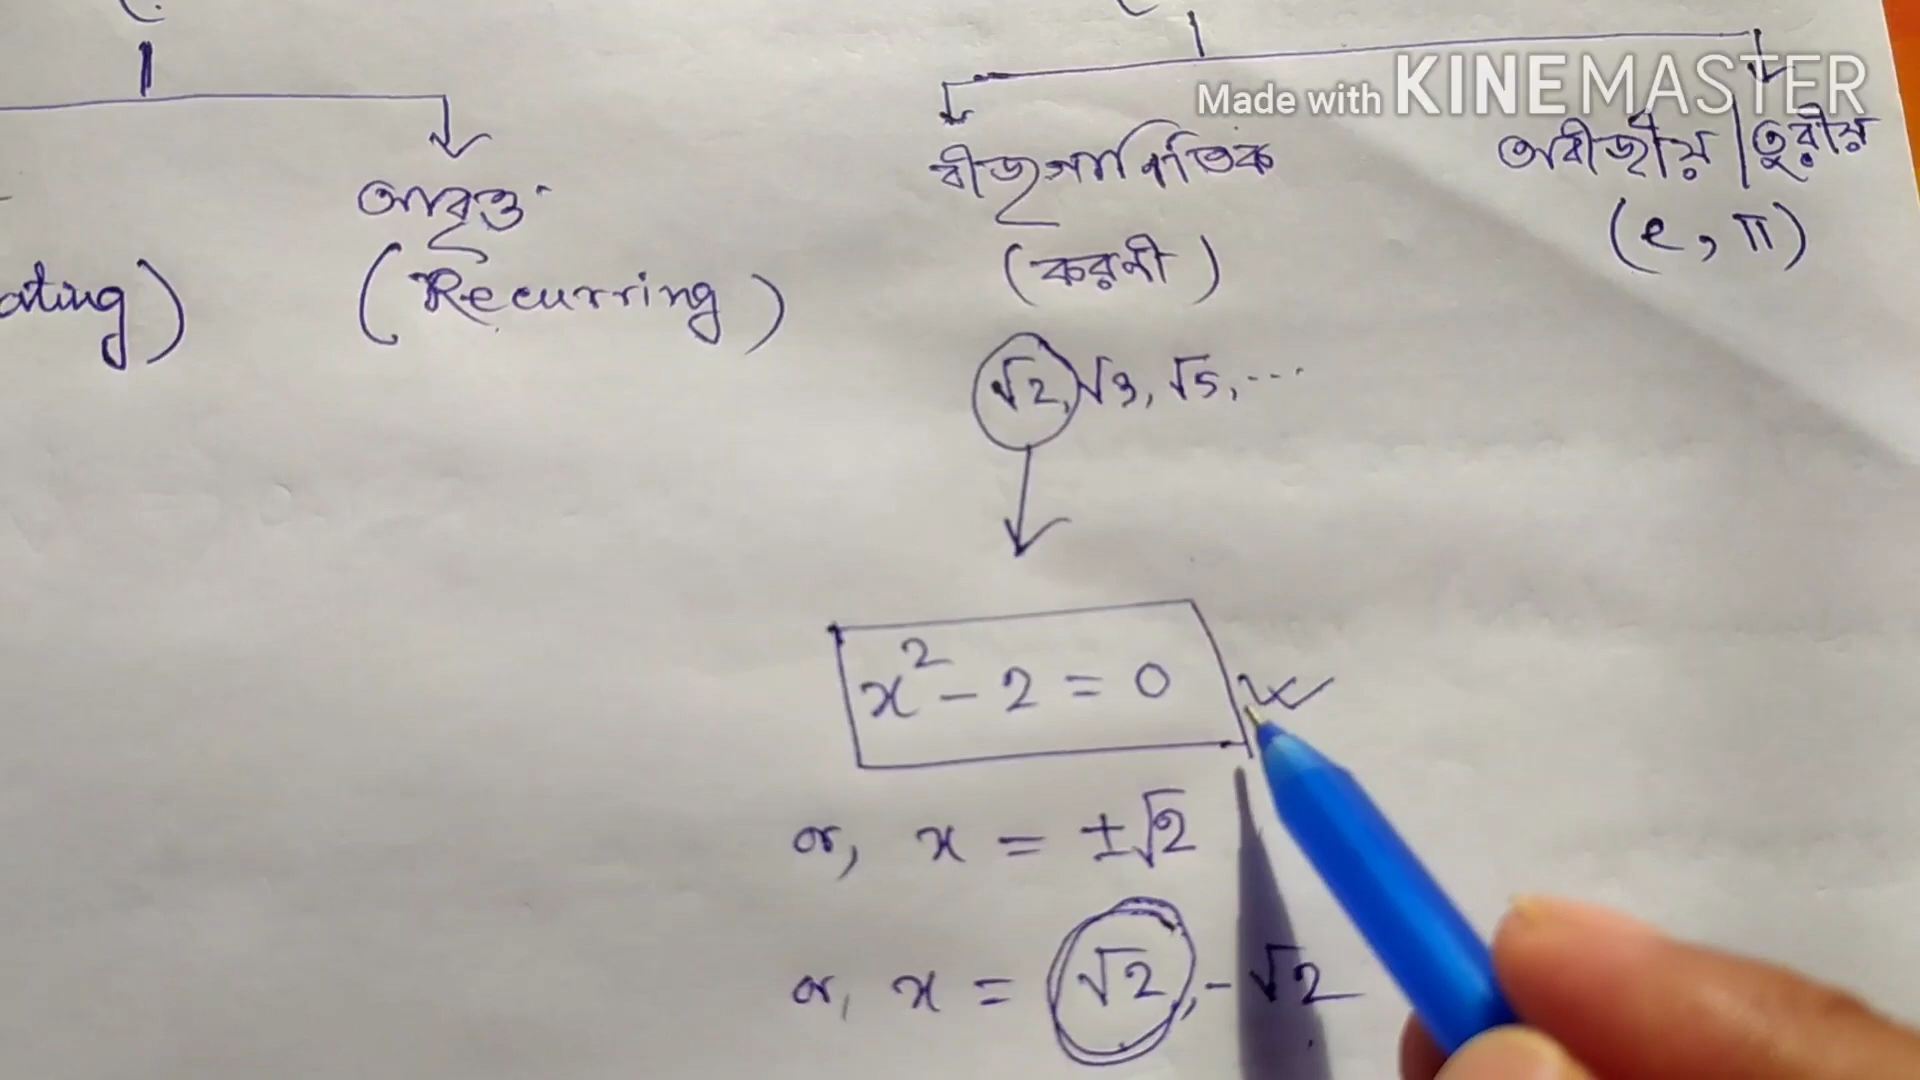 Made with KINEMASTER
আবৃত্ত
বীজগাণিতিক
অবীজীয় | তুরীয়
(করণী)
(e, π)
ating)
(Recurring)
√2, √3, √5, ...
x² - 2 = 0
or, x = ±√2
or, x = √2, -√2